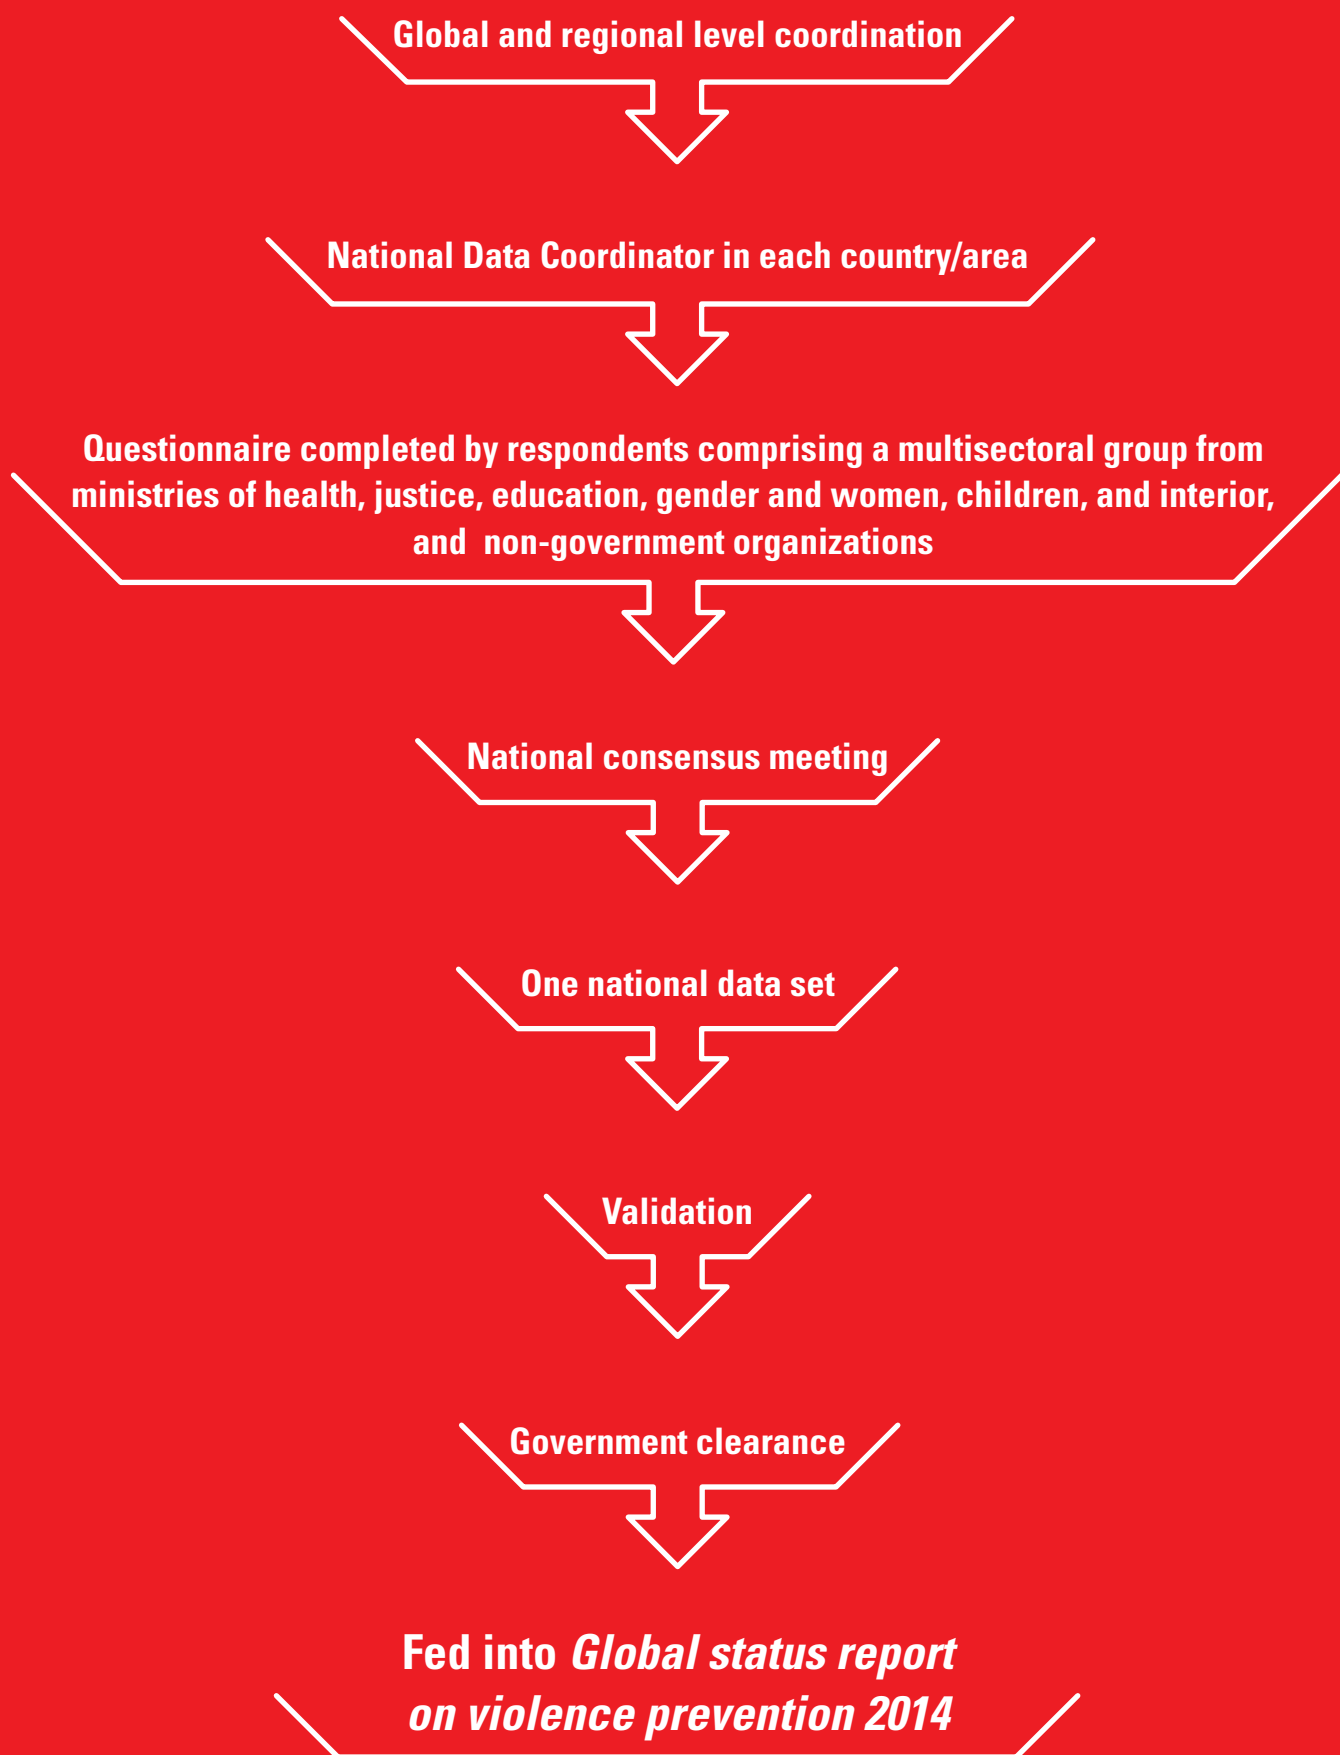 Global and regional level coordination
National Data Coordinator in each country/area
Questionnaire completed by respondents comprising a multisectoral group from
ministries of health, justice, education, gender and women, children, and interior,
and non-government organizations
National consensus meeting
One national data set
Validation
Government clearance
Fed into Global status report
on violence prevention 2014